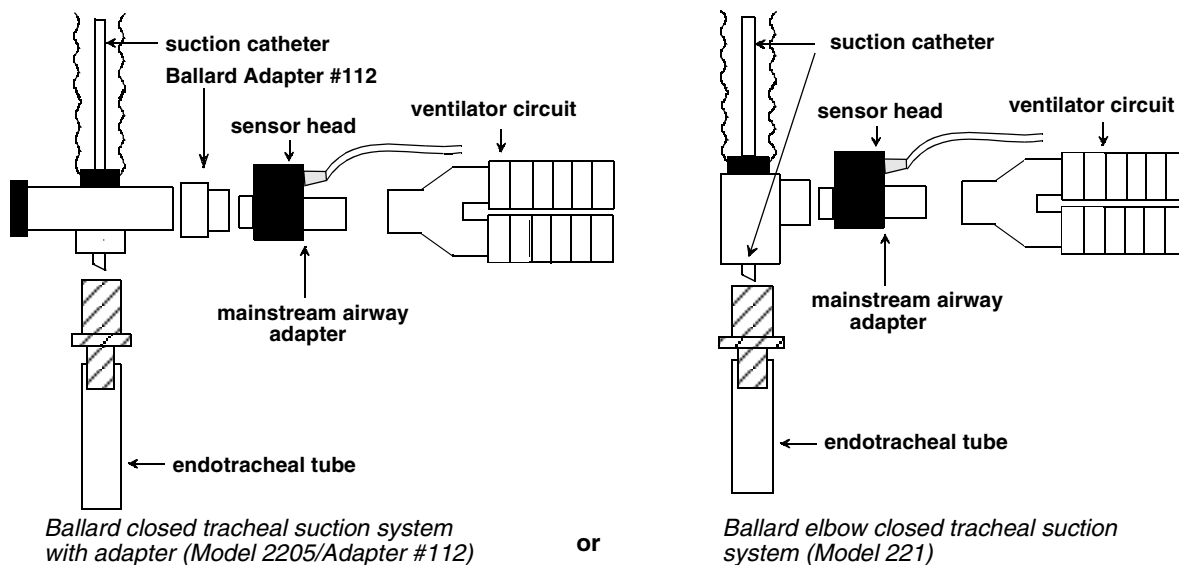 suction catheter
Ballard Adapter #112
sensor head
ventilator circuit
mainstream airway
adapter
endotracheal tube
Ballard closed tracheal suction system
with adapter (Model 2205/Adapter #112)
or
suction catheter
sensor head
ventilator circuit
mainstream airway
adapter
endotracheal tube
Ballard elbow closed tracheal suction
system (Model 221)